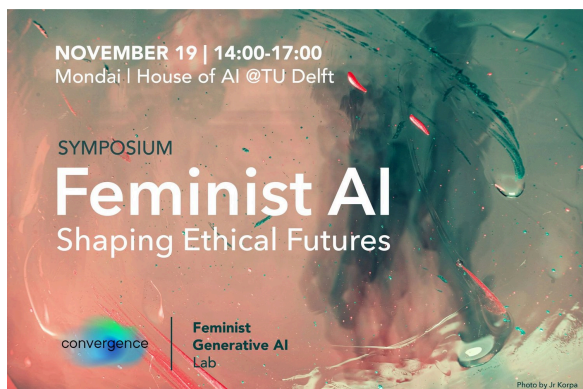 NOVEMBER 19 | 14:00-17:00
Mondai | House of AI @TU Delft
SYMPOSIUM
Feminist AI
Shaping Ethical Futures
convergence
Feminist
Generative AI
Lab
Photo by Jr Korpa